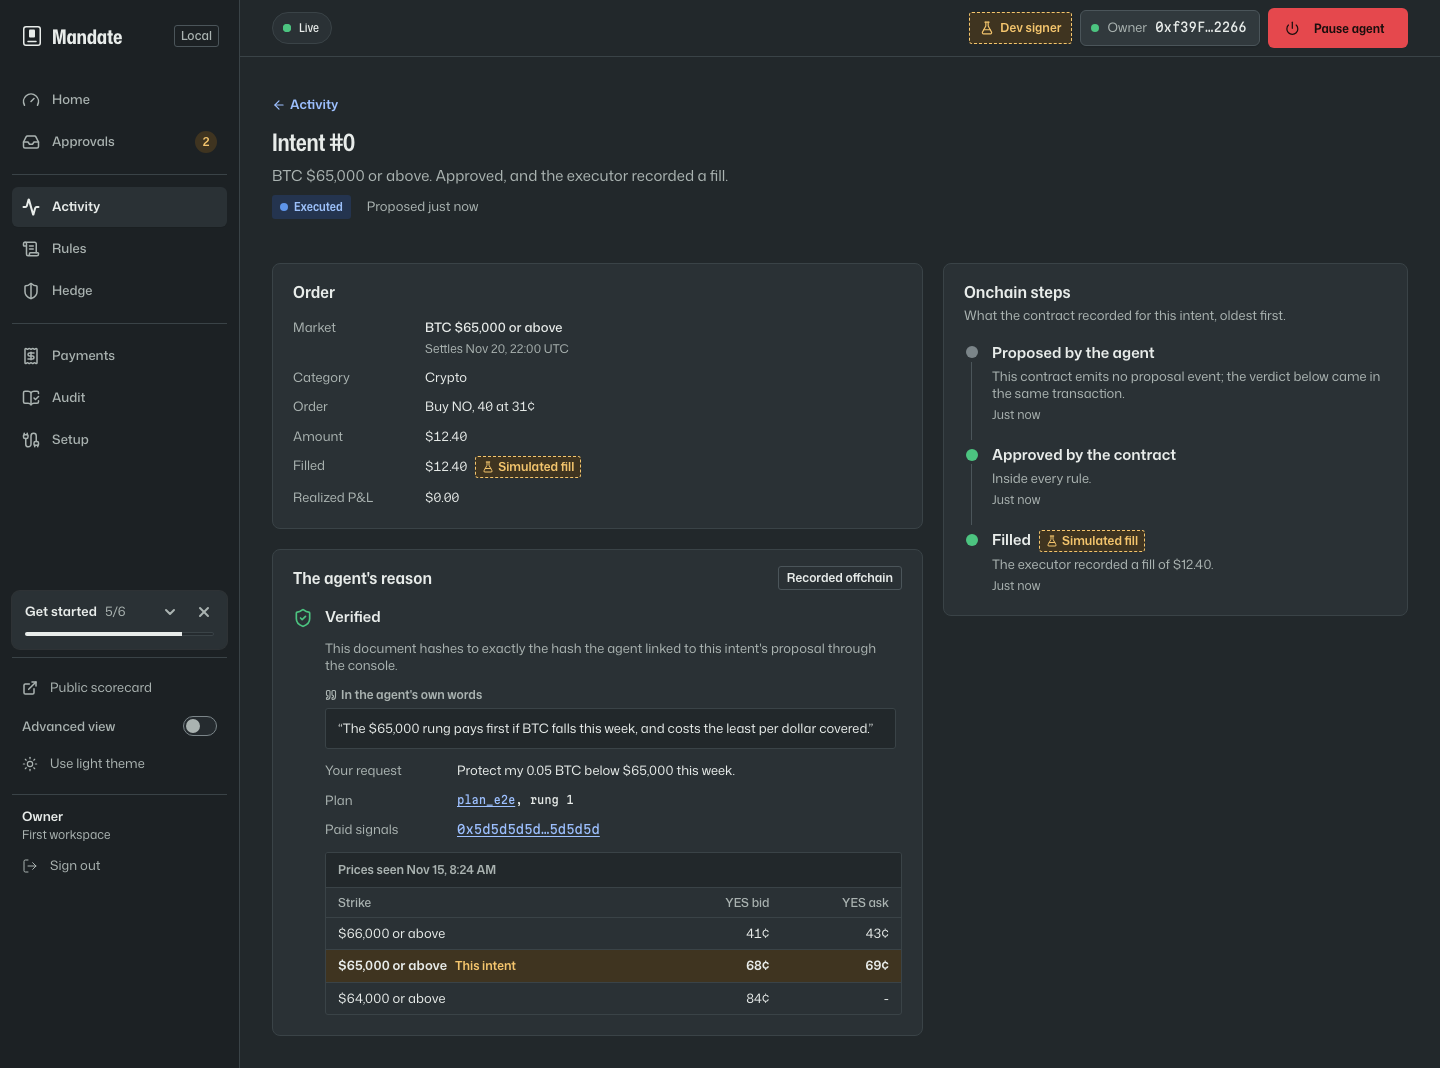 Mandate
Local
Home
Approvals 2
Activity
Rules
Hedge
Payments
Audit
Setup
Get started 5/6
Public scorecard
Advanced view
Use light theme
Owner
First workspace
Sign out
Live
Dev signer
Owner 0xf39F…2266
Pause agent
← Activity
Intent #0
BTC $65,000 or above. Approved, and the executor recorded a fill.
Executed Proposed just now
Order
Market BTC $65,000 or above
Settles Nov 20, 22:00 UTC
Category Crypto
Order Buy NO, 40 at 31¢
Amount $12.40
Filled $12.40 Simulated fill
Realized P&L $0.00
The agent's reason Recorded offchain
Verified
This document hashes to exactly the hash the agent linked to this intent's proposal through
the console.
In the agent's own words
“The $65,000 rung pays first if BTC falls this week, and costs the least per dollar covered.”
Your request Protect my 0.05 BTC below $65,000 this week.
Plan plan_e2e, rung 1
Paid signals 0x5d5d5d5d…5d5d5d
Prices seen Nov 15, 8:24 AM
Strike YES bid YES ask
$66,000 or above 41¢ 43¢
$65,000 or above This intent 68¢ 69¢
$64,000 or above 84¢ -
Onchain steps
What the contract recorded for this intent, oldest first.
Proposed by the agent
This contract emits no proposal event; the verdict below came in
the same transaction.
Just now
Approved by the contract
Inside every rule.
Just now
Filled Simulated fill
The executor recorded a fill of $12.40.
Just now